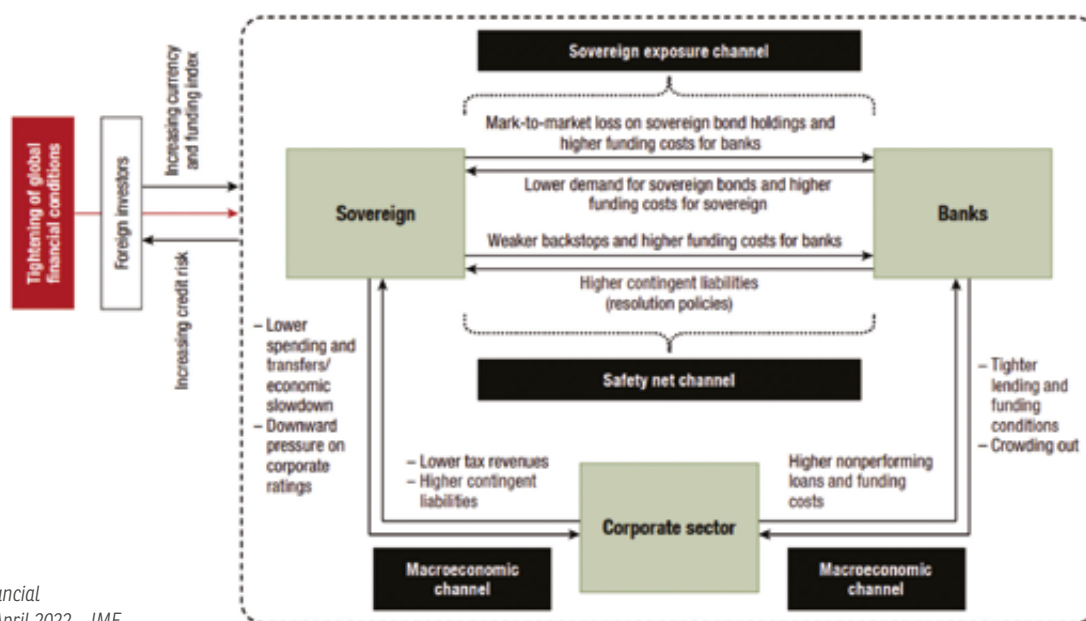 Sovereign exposure channel
Tightening of global
financial conditions
Foreign investors
Increasing currency
and funding index
Increasing credit risk
Mark-to-market loss on sovereign bond holdings and
higher funding costs for banks
Sovereign
Lower demand for sovereign bonds and higher
funding costs for sovereign
Banks
Weaker backstops and higher funding costs for banks
Higher contingent liabilities
(resolution policies)
Safety net channel
– Lower
spending and
transfers/
economic
slowdown
– Downward
pressure on
corporate
ratings
– Tighter
lending and
funding
conditions
– Crowding out
– Lower tax revenues
– Higher contingent
liabilities
Higher nonperforming
loans and funding
costs
Corporate sector
Macroeconomic
channel
Macroeconomic
channel
April 2022 – IMF